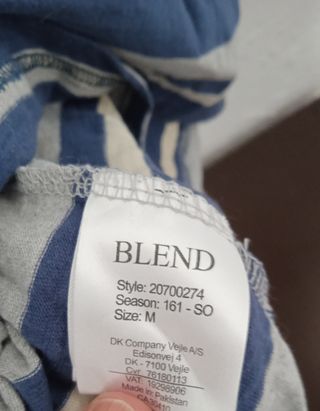 BLEND
Style: 20700274
Season: 161 - SO
Size: M
DK Company Vejle A/S
Edisonvej 4
DK - 7100 Vejle
Cvr. 76180113
VAT: 19298906
Made in Pakistan